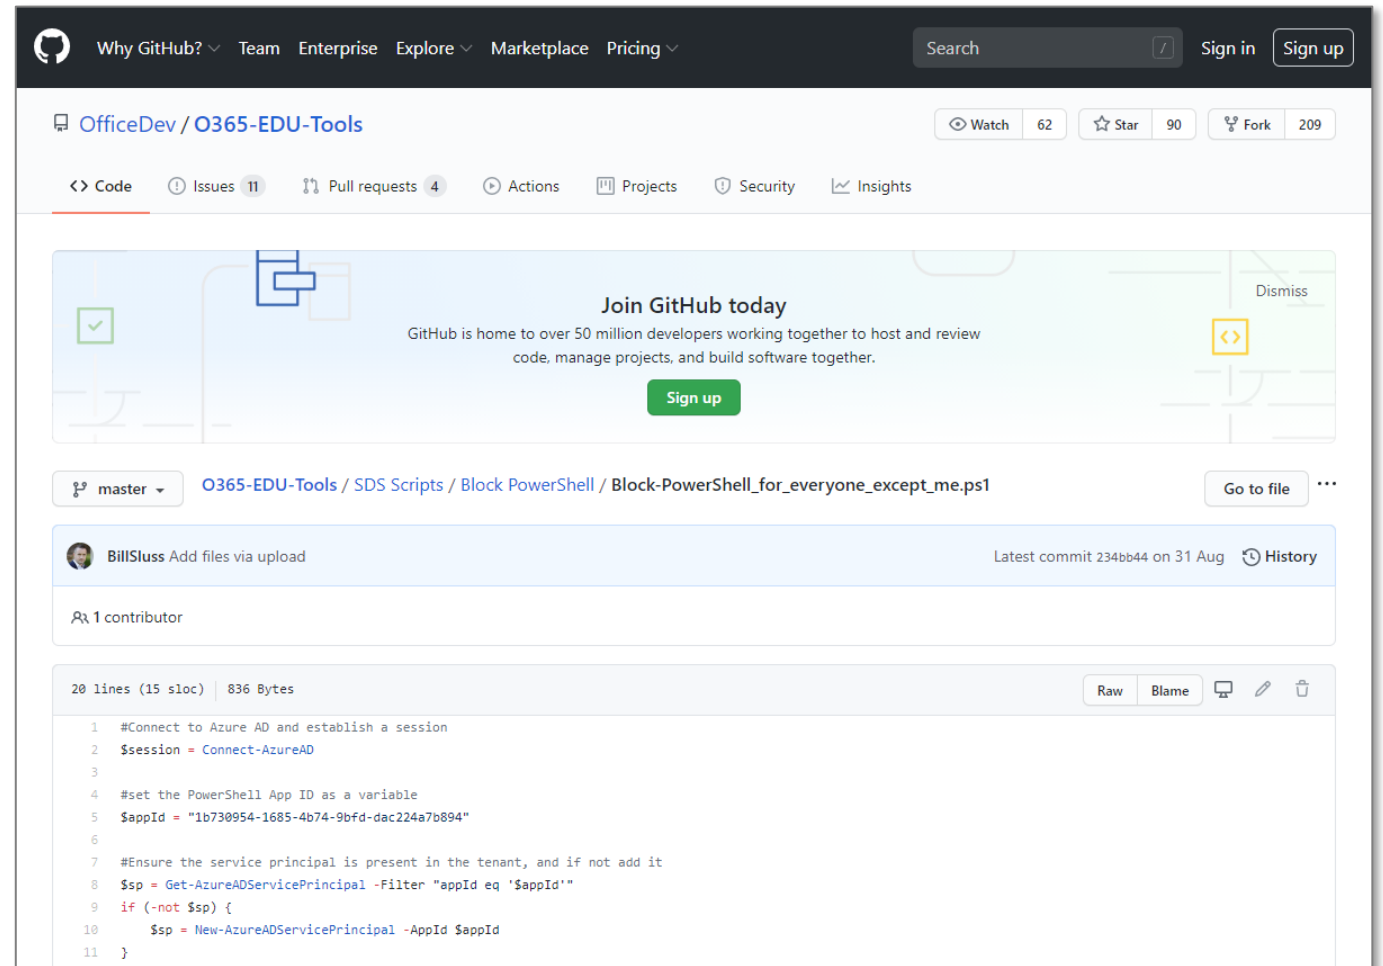 Why GitHub? Team Enterprise Explore Marketplace Pricing Search / Sign in Sign up
OfficeDev / O365-EDU-Tools Watch 62 Star 90 Fork 209
<> Code Issues 11 Pull requests 4 Actions Projects Security Insights
Dismiss
Join GitHub today
GitHub is home to over 50 million developers working together to host and review
code, manage projects, and build software together.
Sign up
master O365-EDU-Tools / SDS Scripts / Block PowerShell / Block-PowerShell_for_everyone_except_me.ps1 Go to file ...
BillSluss Add files via upload Latest commit 234bb44 on 31 Aug History
1 contributor
20 lines (15 sloc) 836 Bytes Raw Blame
1 #Connect to Azure AD and establish a session
2 $session = Connect-AzureAD
3
4 #set the PowerShell App ID as a variable
5 $appId = "1b730954-1685-4b74-9bfd-dac224a7b894"
6
7 #Ensure the service principal is present in the tenant, and if not add it
8 $sp = Get-AzureADServicePrincipal -Filter "appId eq '$appId'"
9 if (-not $sp) {
10 $sp = New-AzureADServicePrincipal -AppId $appId
11 }